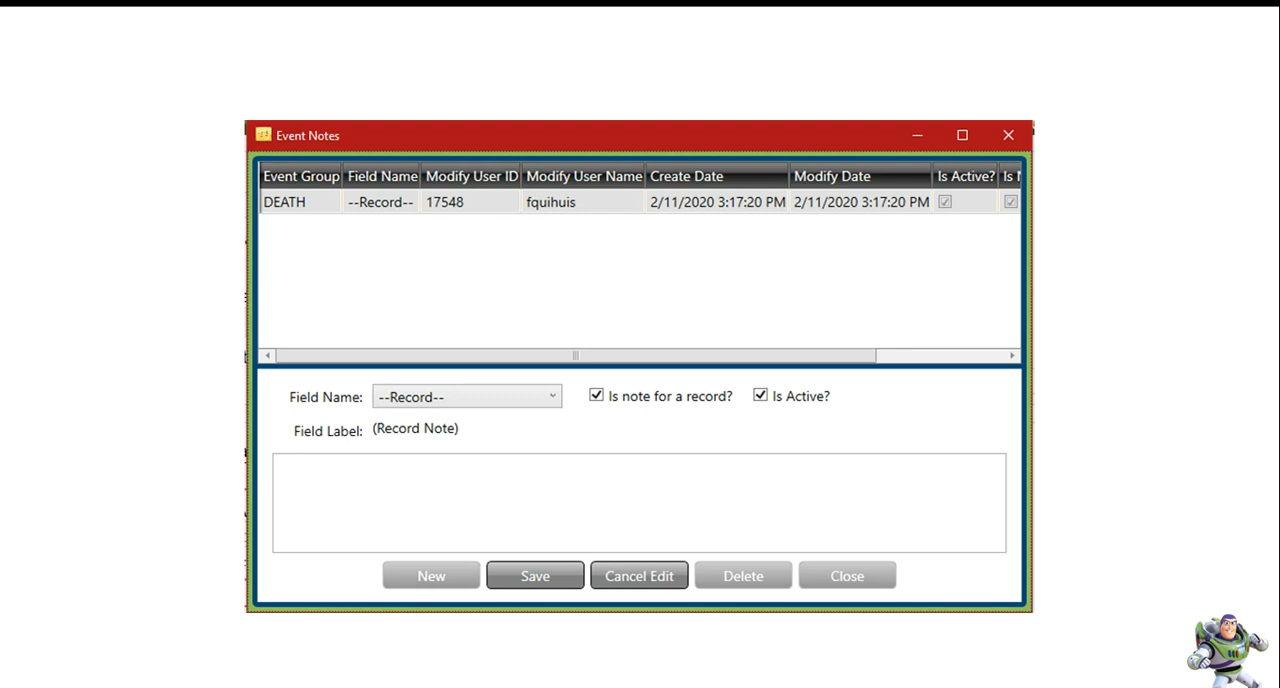 Event Notes
Event Group Field Name Modify User ID Modify User Name Create Date Modify Date Is Active?
DEATH --Record-- 17548 fquihuis 2/11/2020 3:17:20 PM 2/11/2020 3:17:20 PM
Field Name: --Record-- Is note for a record? Is Active?
Field Label: (Record Note)
New Save Cancel Edit Delete Close